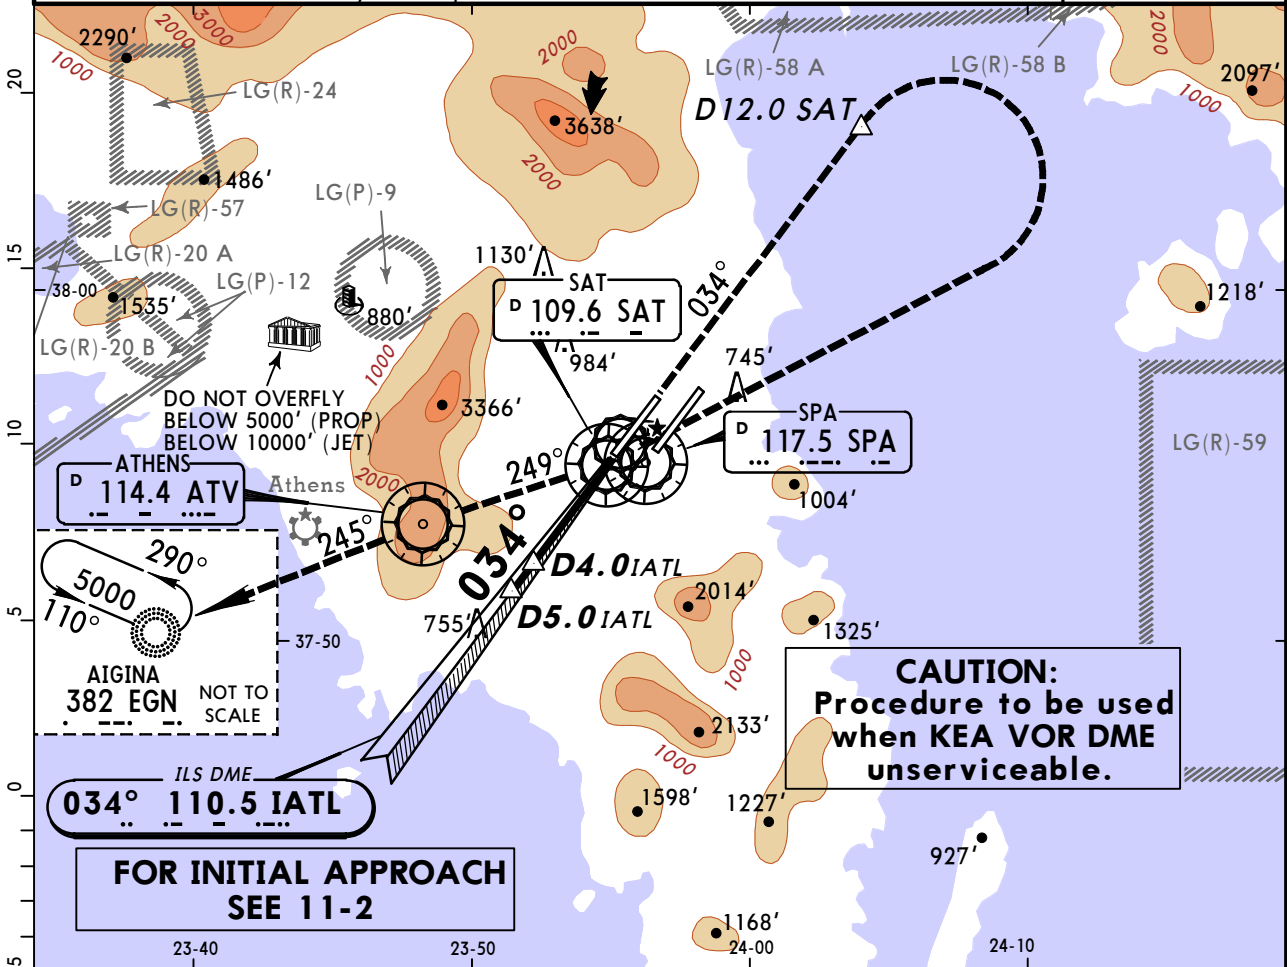 2000
3000
2290′
1000
20
LG(R)-24
1486′
LG(R)-57
LG(R)-20 A
LG(P)-12
38-00
1535′
LG(R)-20 B
15
LG(P)-9
880′
2000
3638′
2000
1130′
SAT
D 109.6 SAT
984′
LG(R)-58 A
LG(R)-58 B
D12.0 SAT
034°
2000
2097′
1000
1218′
745′
SPA
D 117.5 SPA
LG(R)-59
1004′
DO NOT OVERFLY
BELOW 5000′ (PROP)
BELOW 10000′ (JET)
1000
3366′
2000
10
ATHENS
D 114.4 ATV
Athens
249°
245°
034°
D4.0 IATL
D5.0 IATL
755′
290°
5000
110°
AIGINA
382 EGN
NOT TO
SCALE
5
37-50
2014′
1325′
1000
2133′
1000
1598′
1227′
927′
1168′
CAUTION:
Procedure to be used
when KEA VOR DME
unserviceable.
0
ILS DME
034° 110.5 IATL
FOR INITIAL APPROACH
SEE 11-2
5
23-40
23-50
24-00
24-10